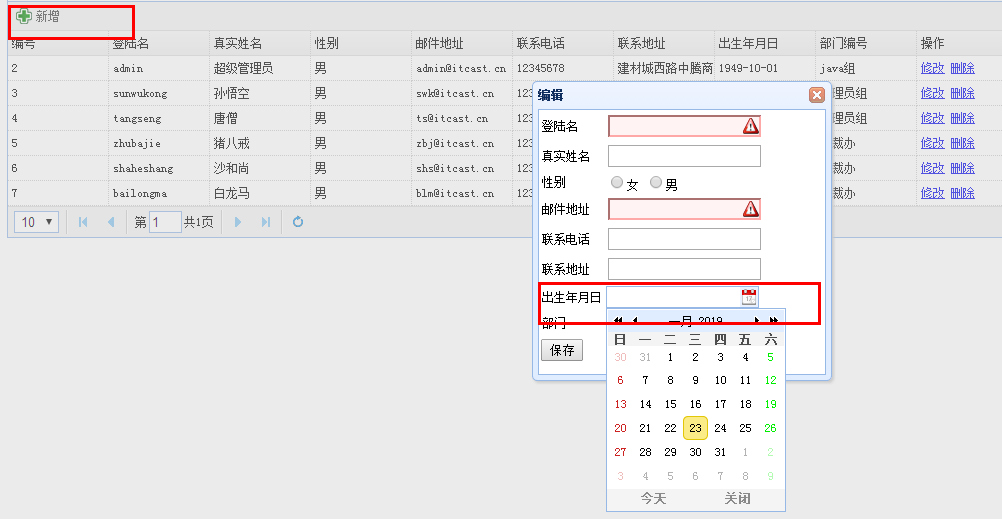 新增
编号 登陆名 真实姓名 性别 邮件地址 联系电话 联系地址 出生年月日 部门编号 操作
2 admin 超级管理员 男 admin@itcast.cn 12345678 建材城西路中腾商 1949-10-01 java组 修改 删除
3 sunwukong 孙悟空 男 swk@itcast.cn 理员组 修改 删除
4 tangseng 唐僧 男 ts@itcast.cn 理员组 修改 删除
5 zhubajie 猪八戒 男 zbj@itcast.cn 裁办 修改 删除
6 shaheshang 沙和尚 男 shs@itcast.cn 裁办 修改 删除
7 bailongma 白龙马 男 blm@itcast.cn 裁办 修改 删除
10 第 1 共1页
编辑
登陆名
真实姓名
性别 女 男
邮件地址
联系电话
联系地址
出生年月日
部门
保存
一月 2019
日 一 二 三 四 五 六
30 31 1 2 3 4 5
6 7 8 9 10 11 12
13 14 15 16 17 18 19
20 21 22 23 24 25 26
27 28 29 30 31 1 2
3 4 5 6 7 8 9
今天 关闭